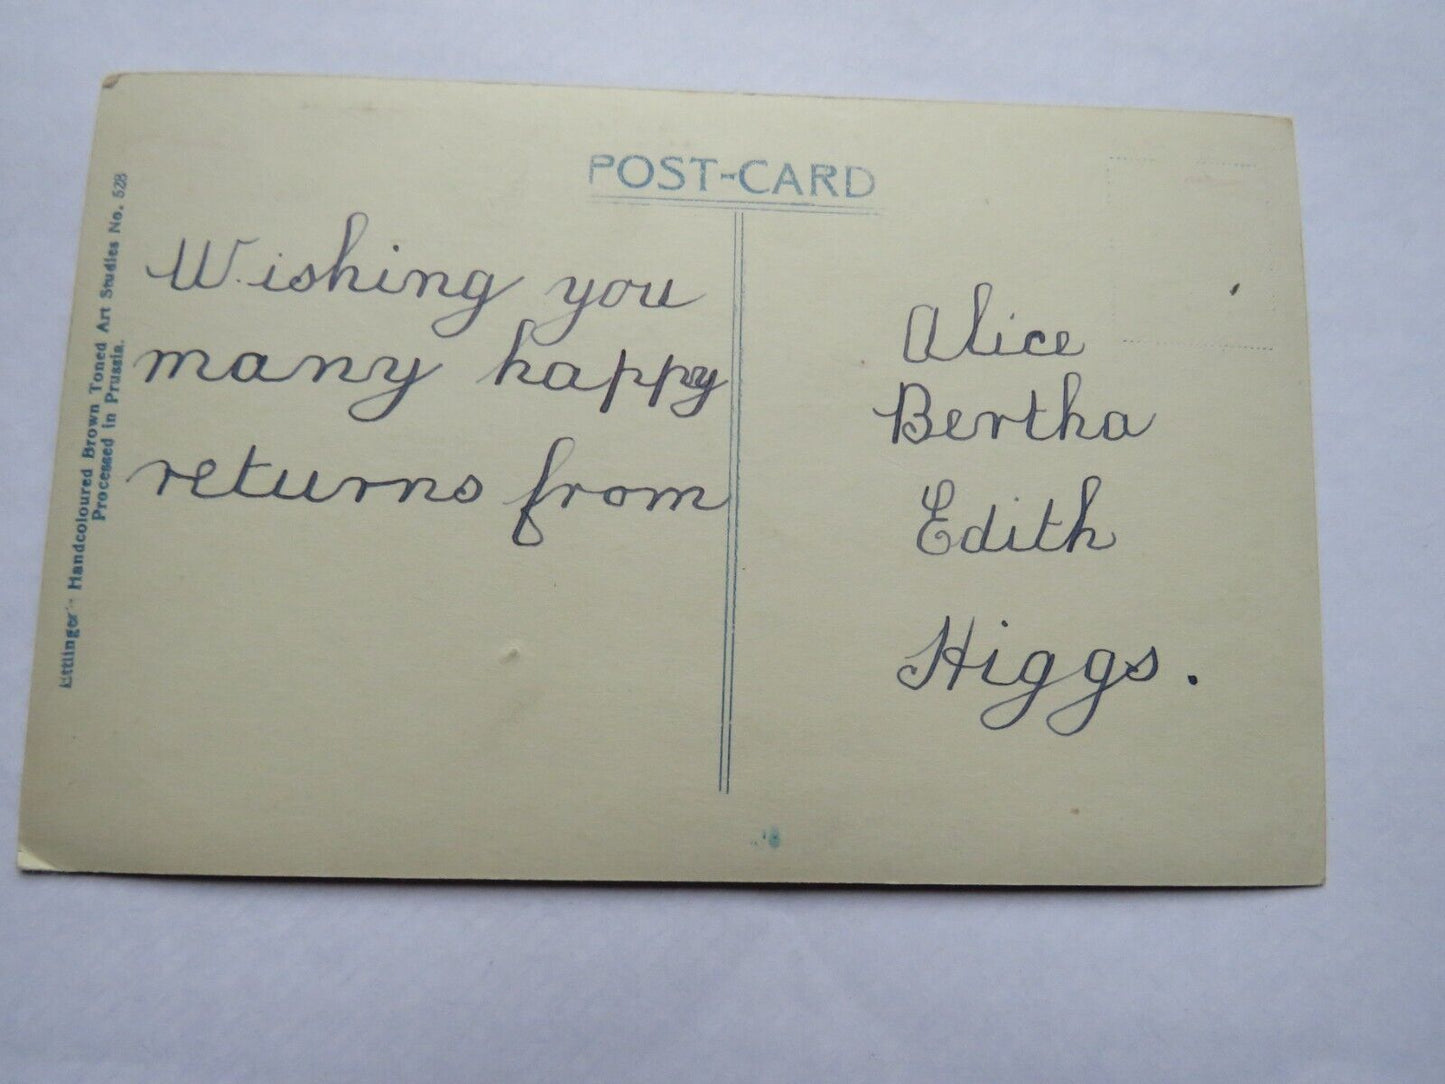 POST-CARD
Ettlinger's Handcoloured Brown Toned Art Studies No. 528
Processed in Prussia.
Wishing you
many happy
returns from
Alice
Bertha
Edith
Higgs.